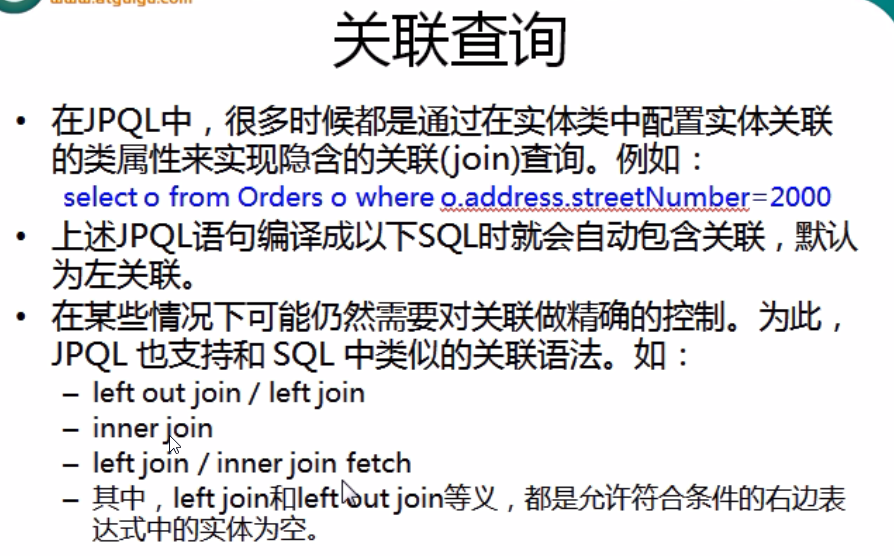 www.atguigu.com
关联查询
• 在JPQL中，很多时候都是通过在实体类中配置实体关联
的类属性来实现隐含的关联(join)查询。例如：
select o from Orders o where o.address.streetNumber=2000
• 上述JPQL语句编译成以下SQL时就会自动包含关联，默认
为左关联。
• 在某些情况下可能仍然需要对关联做精确的控制。为此，
JPQL 也支持和 SQL 中类似的关联语法。如：
– left out join / left join
– inner join
– left join / inner join fetch
– 其中，left join和left out join等义，都是允许符合条件的右边表
达式中的实体为空。